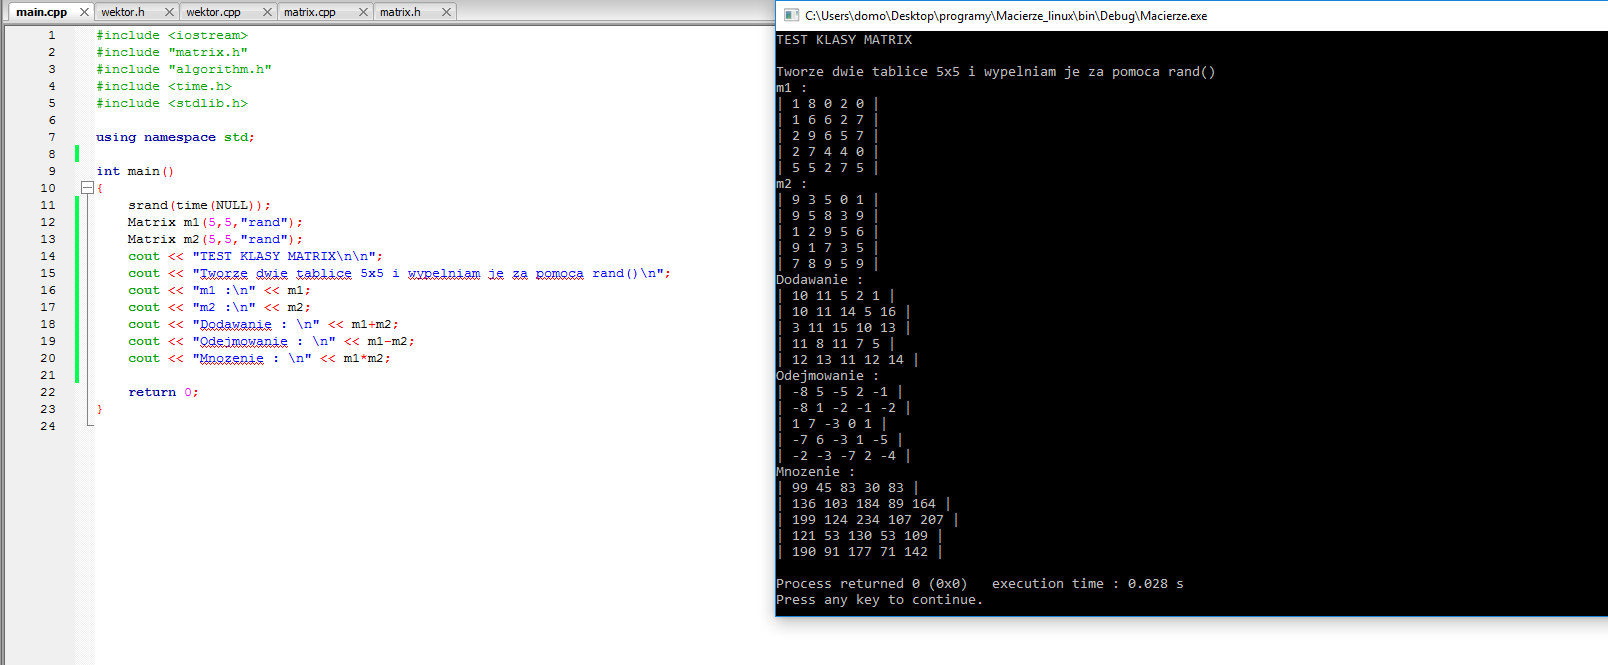 main.cpp wektor.h wektor.cpp matrix.cpp matrix.h
1 #include <iostream>
2 #include "matrix.h"
3 #include "algorithm.h"
4 #include <time.h>
5 #include <stdlib.h>
6
7 using namespace std;
8
9 int main()
10 {
11 srand(time(NULL));
12 Matrix m1(5,5,"rand");
13 Matrix m2(5,5,"rand");
14 cout << "TEST KLASY MATRIX\n\n";
15 cout << "Tworze dwie tablice 5x5 i wypelniam je za pomoca rand()\n";
16 cout << "m1 :\n" << m1;
17 cout << "m2 :\n" << m2;
18 cout << "Dodawanie : \n" << m1+m2;
19 cout << "Odejmowanie : \n" << m1-m2;
20 cout << "Mnozenie : \n" << m1*m2;
21
22 return 0;
23 }
24
C:\Users\domo\Desktop\programy\Macierze_linux\bin\Debug\Macierze.exe
TEST KLASY MATRIX
Tworze dwie tablice 5x5 i wypelniam je za pomoca rand()
m1 :
| 1 8 0 2 0 |
| 1 6 6 2 7 |
| 2 9 6 5 7 |
| 2 7 4 4 0 |
| 5 5 2 7 5 |
m2 :
| 9 3 5 0 1 |
| 9 5 8 3 9 |
| 1 2 9 5 6 |
| 9 1 7 3 5 |
| 7 8 9 5 9 |
Dodawanie :
| 10 11 5 2 1 |
| 10 11 14 5 16 |
| 3 11 15 10 13 |
| 11 8 11 7 5 |
| 12 13 11 12 14 |
Odejmowanie :
| -8 5 -5 2 -1 |
| -8 1 -2 -1 -2 |
| 1 7 -3 0 1 |
| -7 6 -3 1 -5 |
| -2 -3 -7 2 -4 |
Mnozenie :
| 99 45 83 30 83 |
| 136 103 184 89 164 |
| 199 124 234 107 207 |
| 121 53 130 53 109 |
| 190 91 177 71 142 |
Process returned 0 (0x0)   execution time : 0.028 s
Press any key to continue.